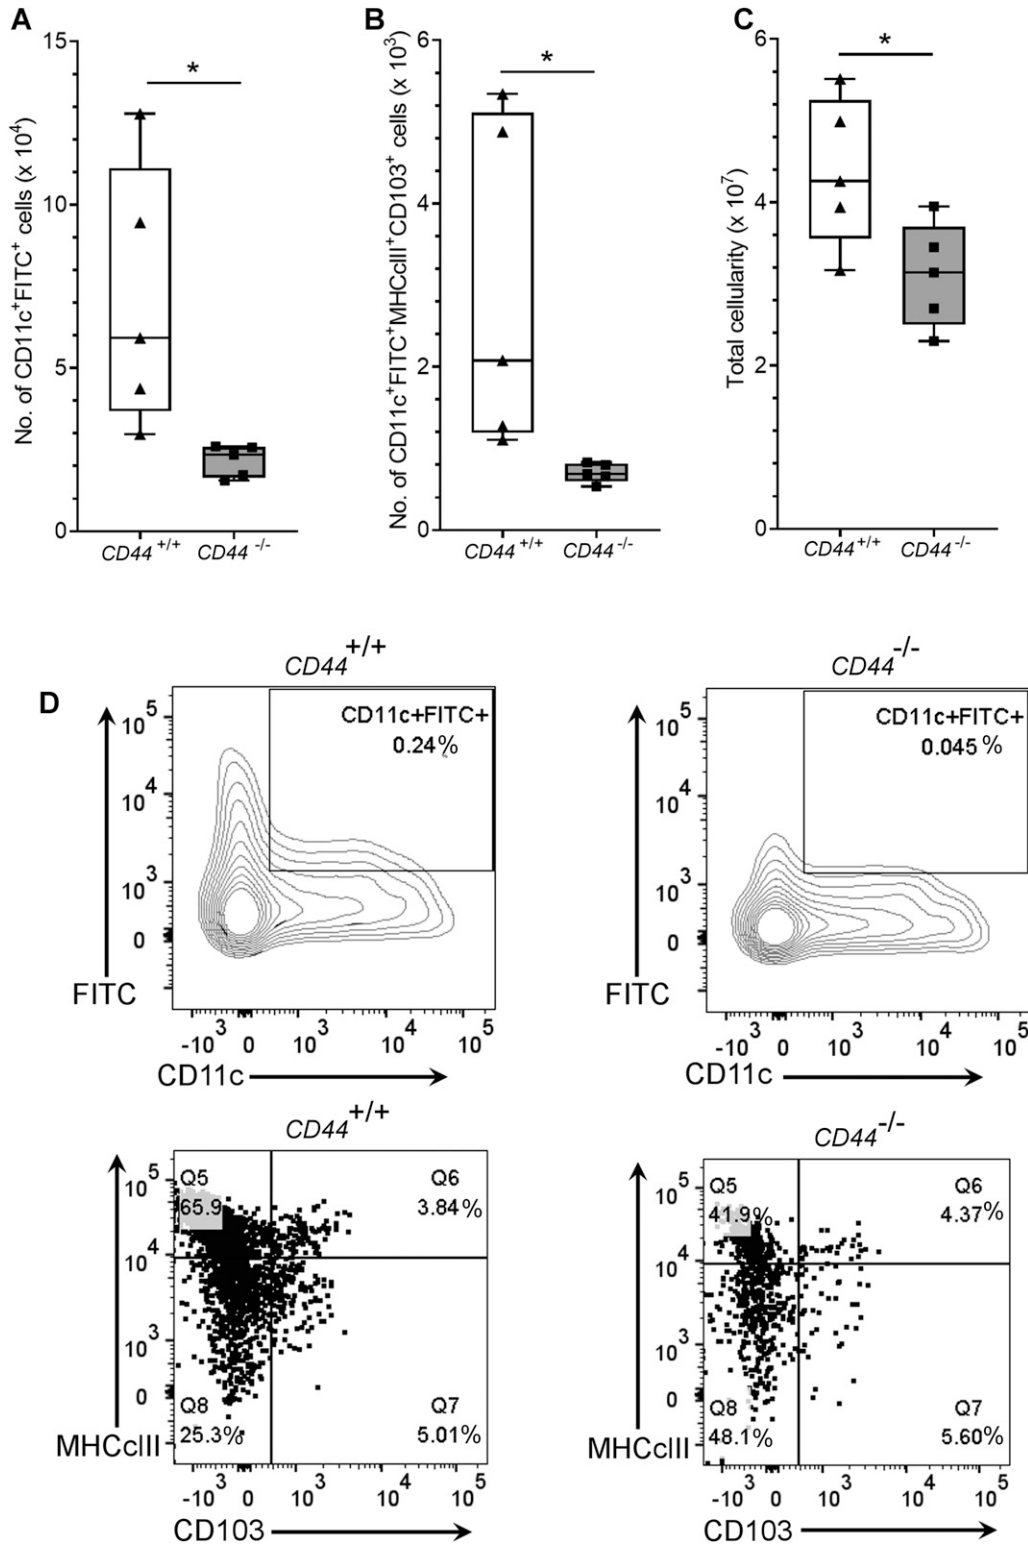 A
No. of CD11c+FITC+ cells (x 10^4)
15
10
5
0
*
CD44 +/+
CD44 -/-
B
No. of CD11c+FITC+MHCclII+CD103+ cells (x 10^3)
6
4
2
0
*
CD44 +/+
CD44 -/-
C
Total cellularity (x 10^7)
6
4
2
0
*
CD44 +/+
CD44 -/-
D
CD44 +/+
CD11c+FITC+
0.24%
10^5
10^4
10^3
0
FITC
-10^3 0 10^3 10^4 10^5
CD11c
CD44 -/-
CD11c+FITC+
0.045 %
10^5
10^4
10^3
0
FITC
-10^3 0 10^3 10^4 10^5
CD11c
CD44 +/+
Q5
65.9
Q6
3.84%
Q8
25.3%
Q7
5.01%
10^5
10^4
10^3
0
MHCclII
-10^3 0 10^3 10^4 10^5
CD103
CD44 -/-
Q5
41.9%
Q6
4.37%
Q8
48.1%
Q7
5.60%
10^5
10^4
10^3
0
MHCclII
-10^3 0 10^3 10^4 10^5
CD103